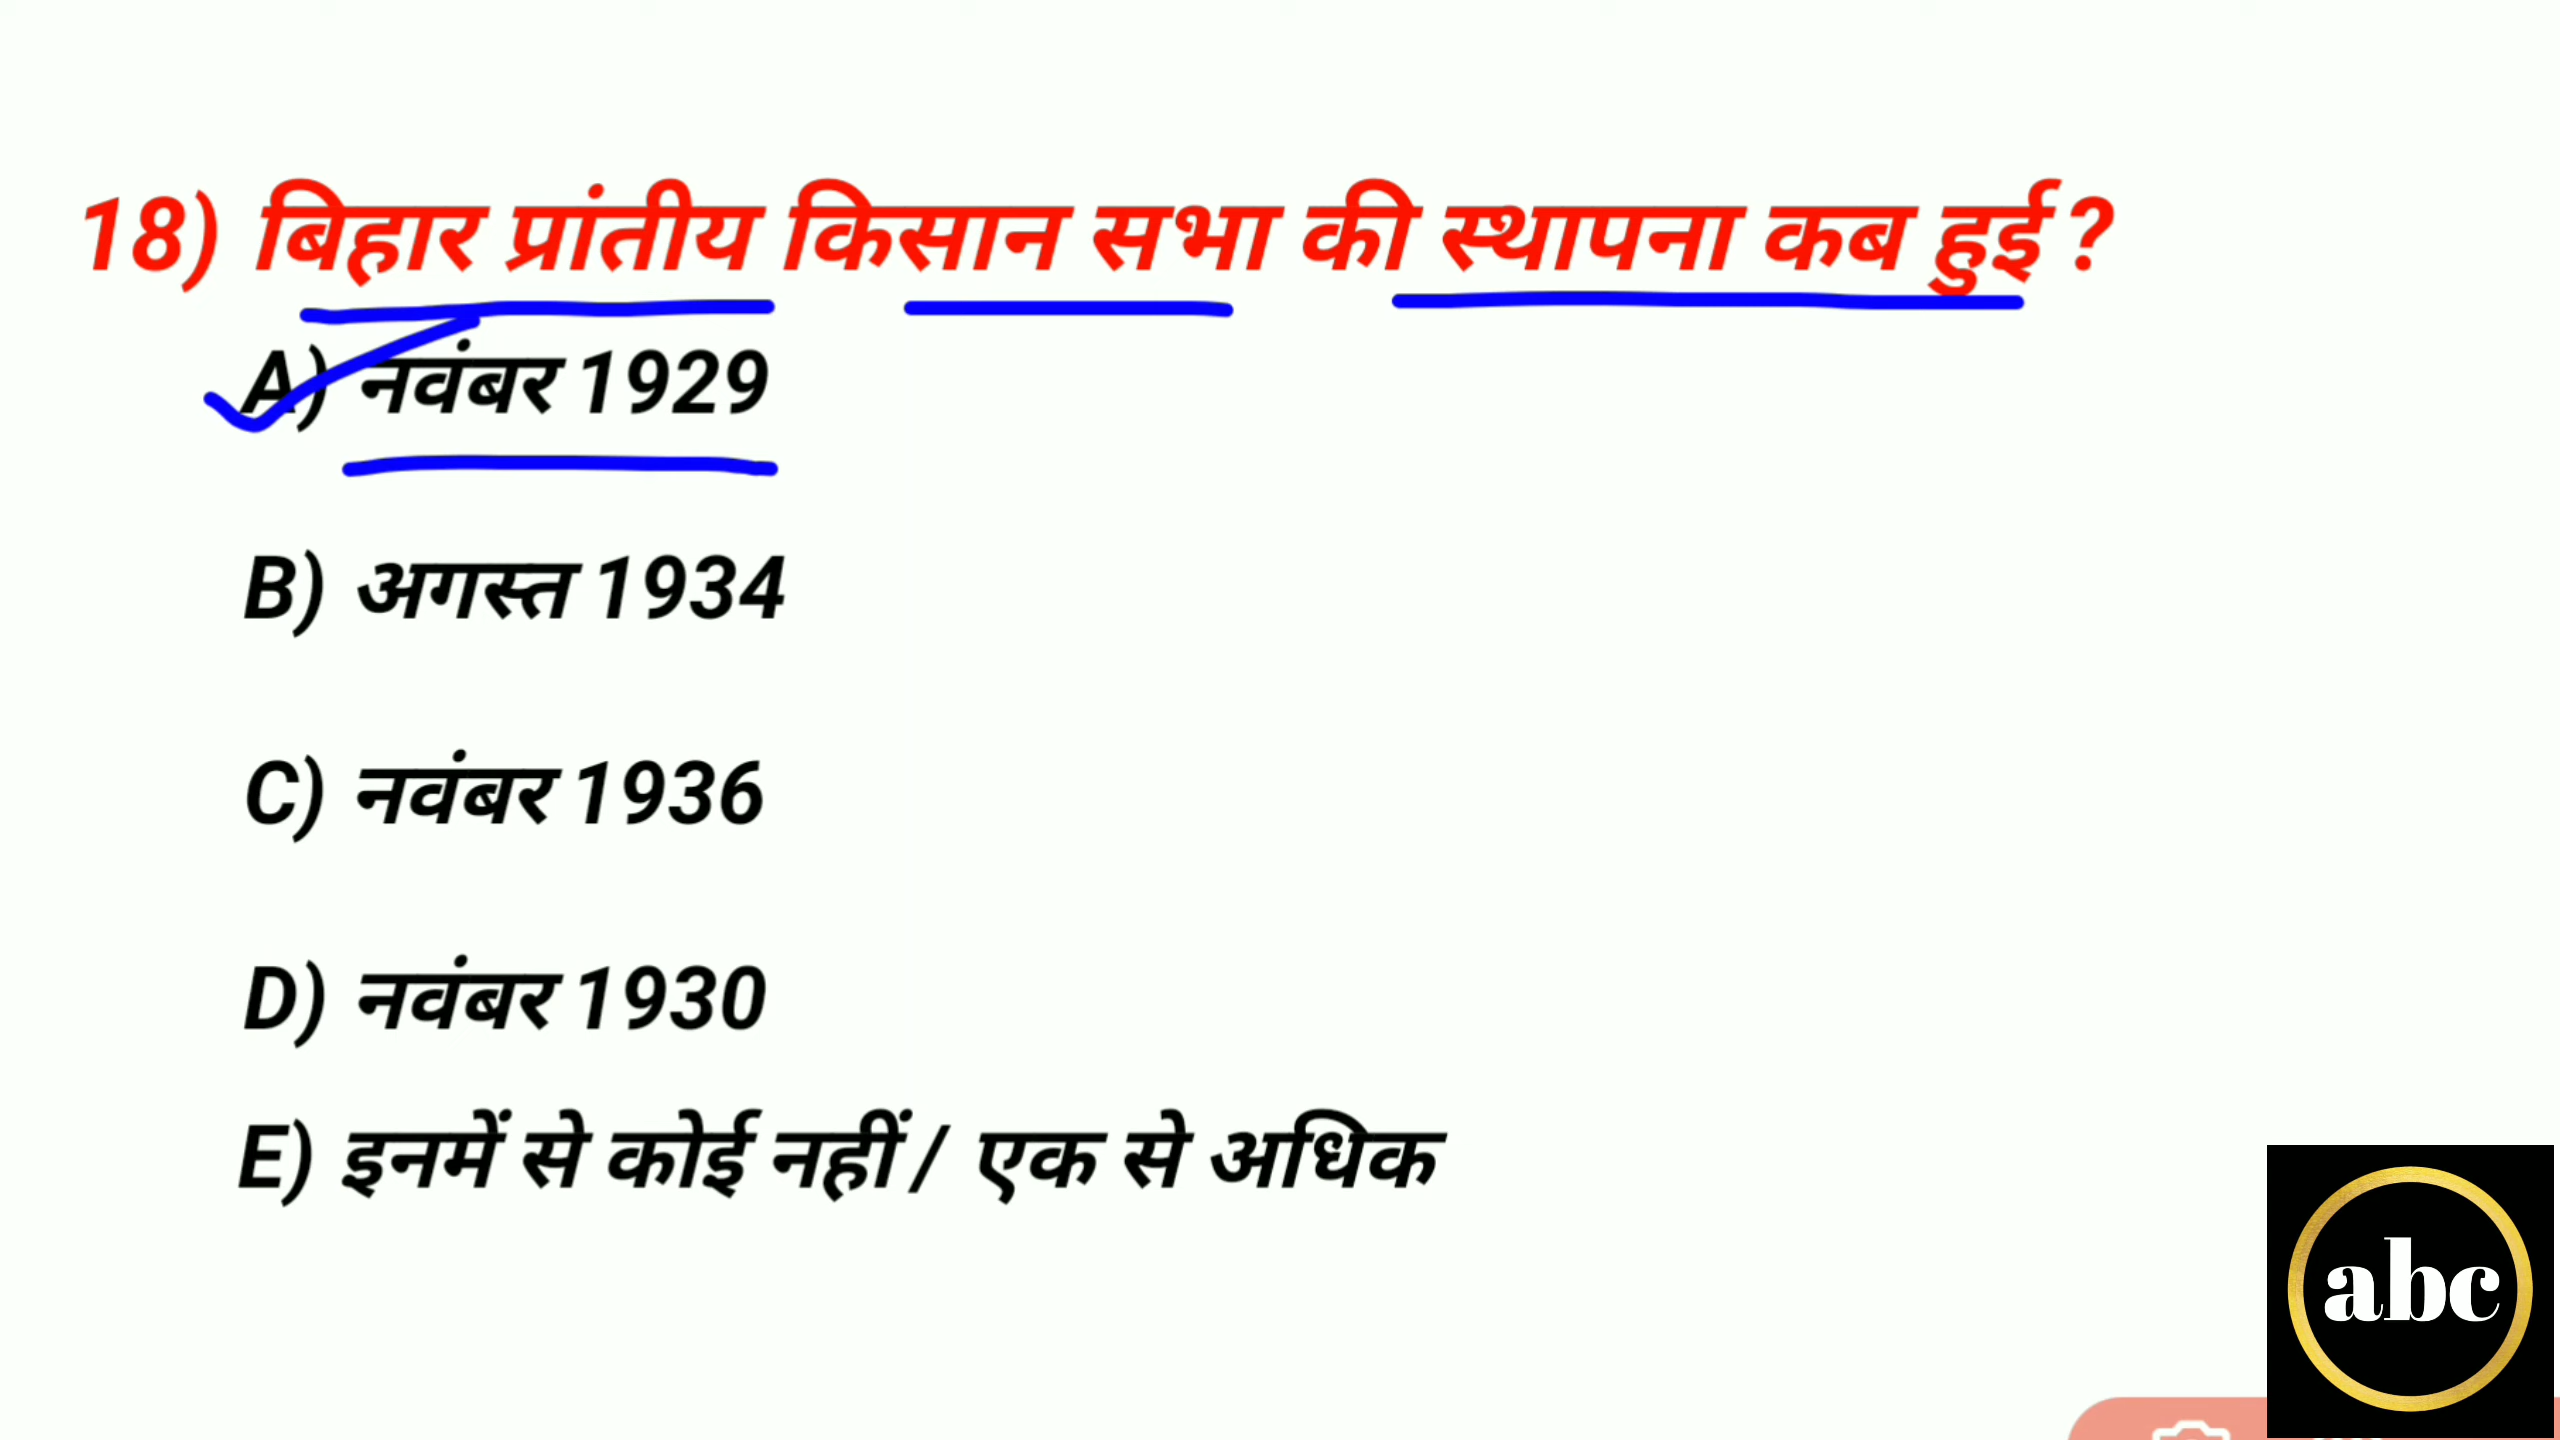 18) बिहार प्रांतीय किसान सभा की स्थापना कब हुई ?
A) नवंबर 1929
B) अगस्त 1934
C) नवंबर 1936
D) नवंबर 1930
E) इनमें से कोई नहीं / एक से अधिक
abc